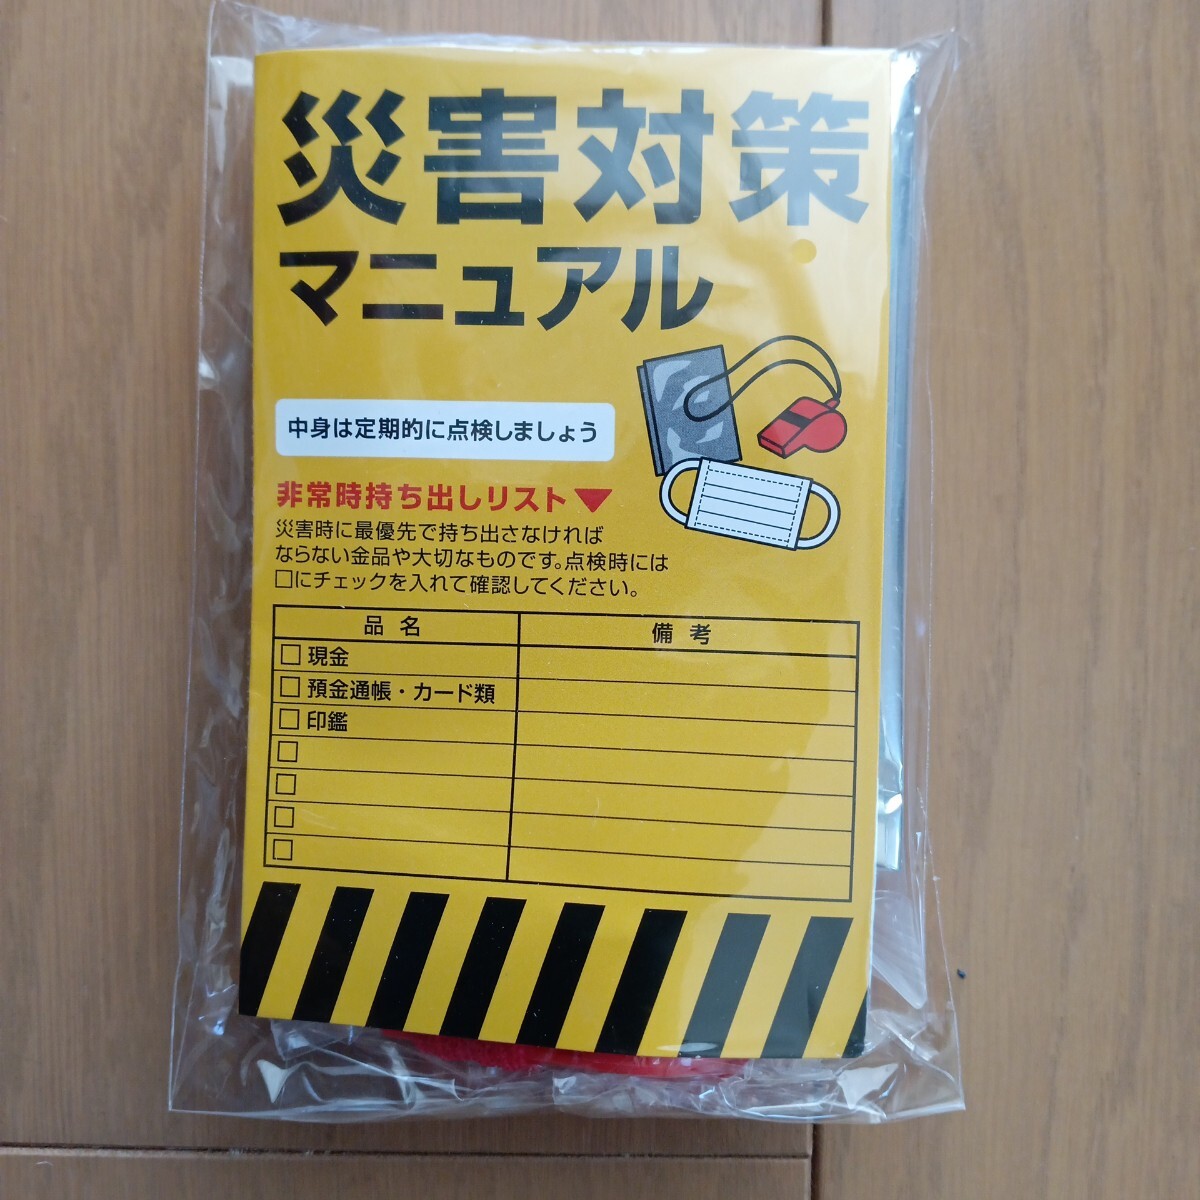 災害対策
マニュアル
中身は定期的に点検しましょう
非常時持ち出しリスト▼
災害時に最優先で持ち出さなければ
ならない金品や大切なものです。点検時には
□にチェックを入れて確認してください。
品名 備考
□ 現金
□ 預金通帳・カード類
□ 印鑑
□
□
□
□